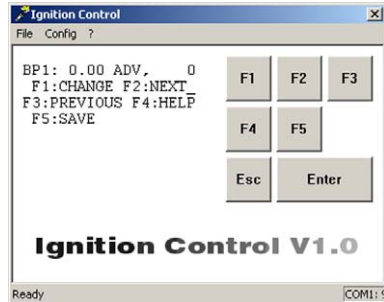 Ignition Control
File Config ?
BP1: 0.00 ADV, 0
F1:CHANGE F2:NEXT_
F3:PREVIOUS F4:HELP
F5:SAVE
F1 F2 F3
F4 F5
Esc Enter
Ignition Control V1.0
Ready COM1: